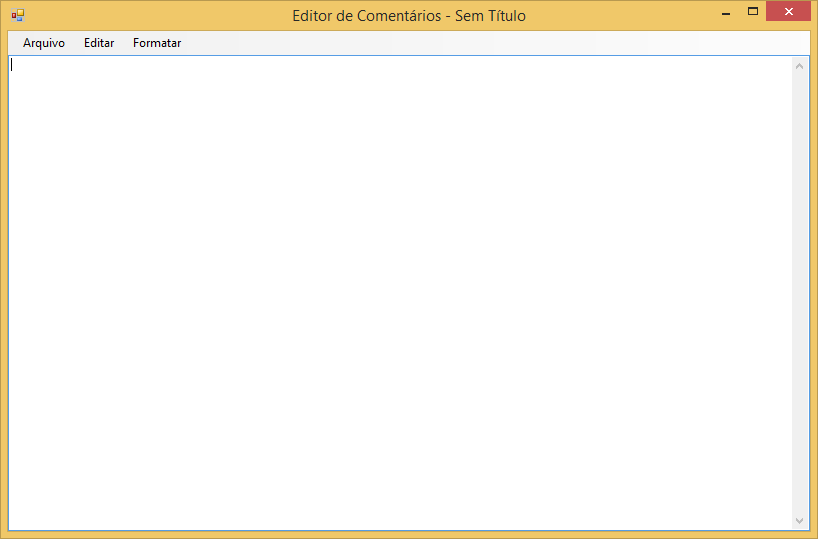 Editor de Comentários - Sem Título
Arquivo Editar Formatar